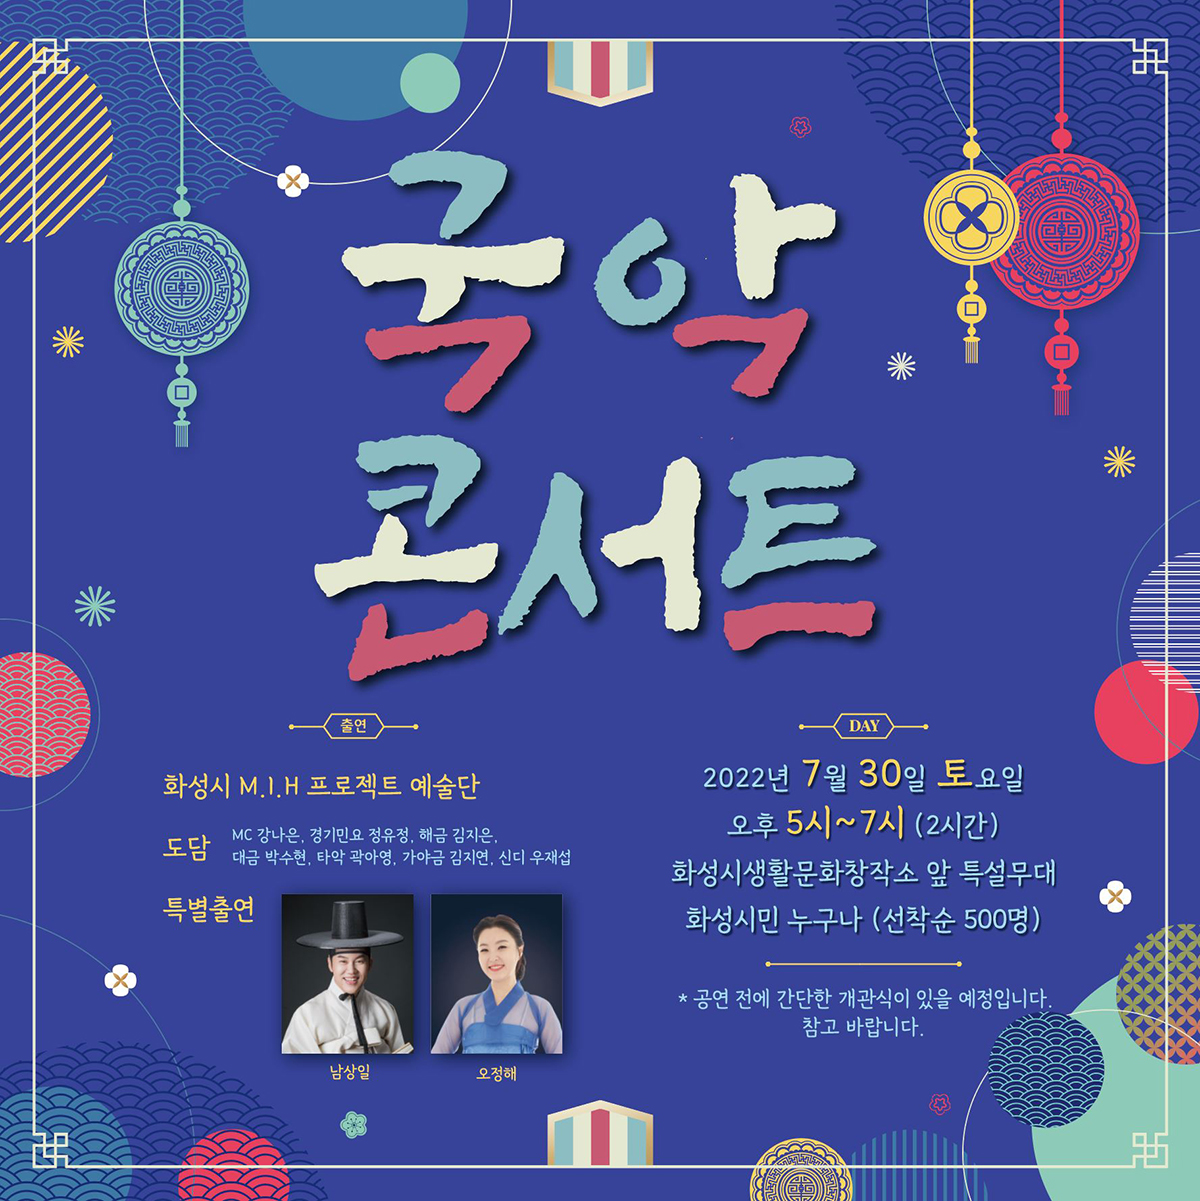 국악
콘서트
출연
화성시 M.I.H 프로젝트 예술단
도담
MC 강나은, 경기민요 정유정, 해금 김지은,
대금 박수현, 타악 곽아영, 가야금 김지연, 신디 우재섭
특별출연
남상일
오정해
DAY
2022년 7월 30일 토요일
오후 5시~7시 (2시간)
화성시생활문화창작소 앞 특설무대
화성시민 누구나 (선착순 500명)
* 공연 전에 간단한 개관식이 있을 예정입니다.
참고 바랍니다.